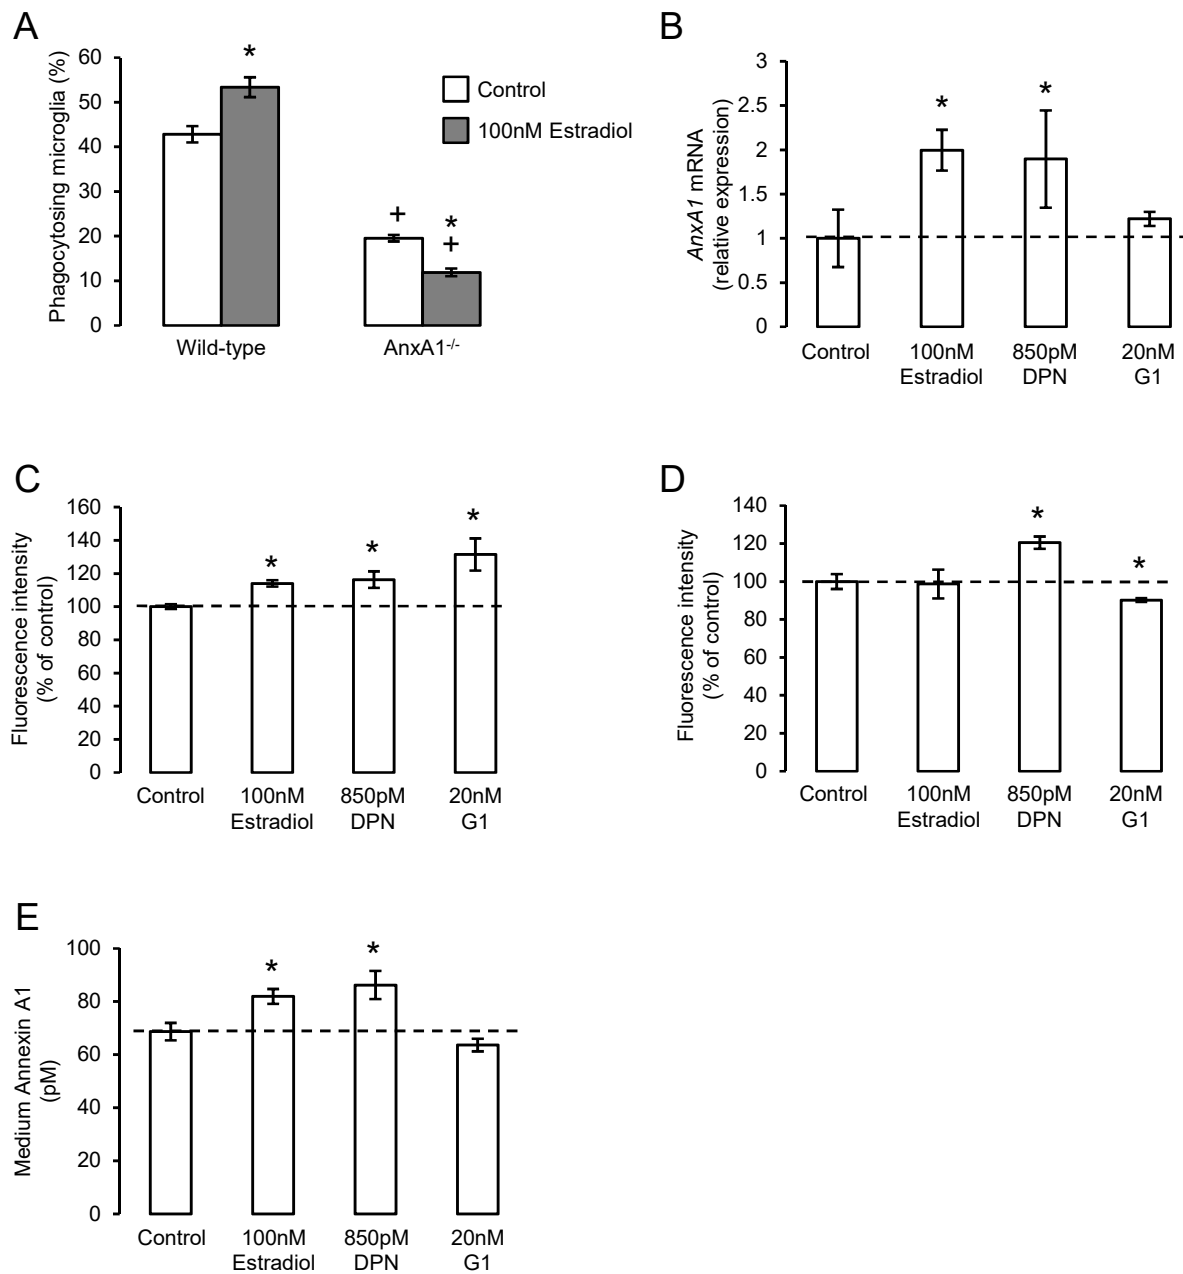 A
Phagocytosing microglia (%)
60
50
40
30
20
10
0
*
+
*
+
Control
100nM Estradiol
Wild-type
AnxA1-/-
B
AnxA1 mRNA
(relative expression)
3
2.5
2
1.5
1
0.5
0
*
*
Control
100nM
Estradiol
850pM
DPN
20nM
G1
C
Fluorescence intensity
(% of control)
160
140
120
100
80
60
40
20
0
*
*
*
Control
100nM
Estradiol
850pM
DPN
20nM
G1
D
Fluorescence intensity
(% of control)
140
120
100
80
60
40
20
0
*
*
Control
100nM
Estradiol
850pM
DPN
20nM
G1
E
Medium Annexin A1
(pM)
100
80
60
40
20
0
*
*
Control
100nM
Estradiol
850pM
DPN
20nM
G1